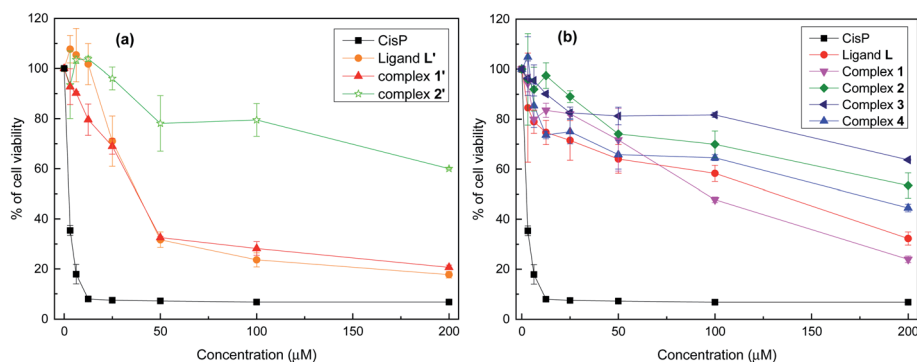 120
100
80
60
40
20
0
% of cell viability
(a)
CisP
Ligand L'
complex 1'
complex 2'
0
50
100
150
200
Concentration (µM)
120
100
80
60
40
20
0
% of cell viability
(b)
CisP
Ligand L
Complex 1
Complex 2
Complex 3
Complex 4
0
50
100
150
200
Concentration (µM)